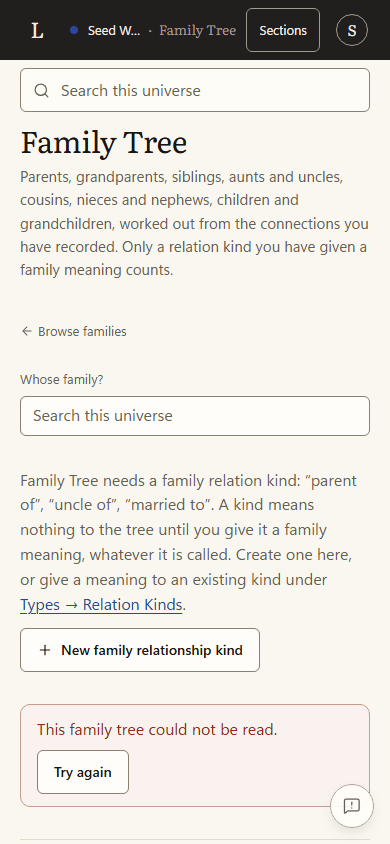 L
Seed W... · Family Tree
Sections
S
Search this universe
Family Tree
Parents, grandparents, siblings, aunts and uncles,
cousins, nieces and nephews, children and
grandchildren, worked out from the connections you
have recorded. Only a relation kind you have given a
family meaning counts.
← Browse families
Whose family?
Search this universe
Family Tree needs a family relation kind: “parent
of”, “uncle of”, “married to”. A kind means
nothing to the tree until you give it a family
meaning, whatever it is called. Create one here,
or give a meaning to an existing kind under
Types → Relation Kinds.
+ New family relationship kind
This family tree could not be read.
Try again